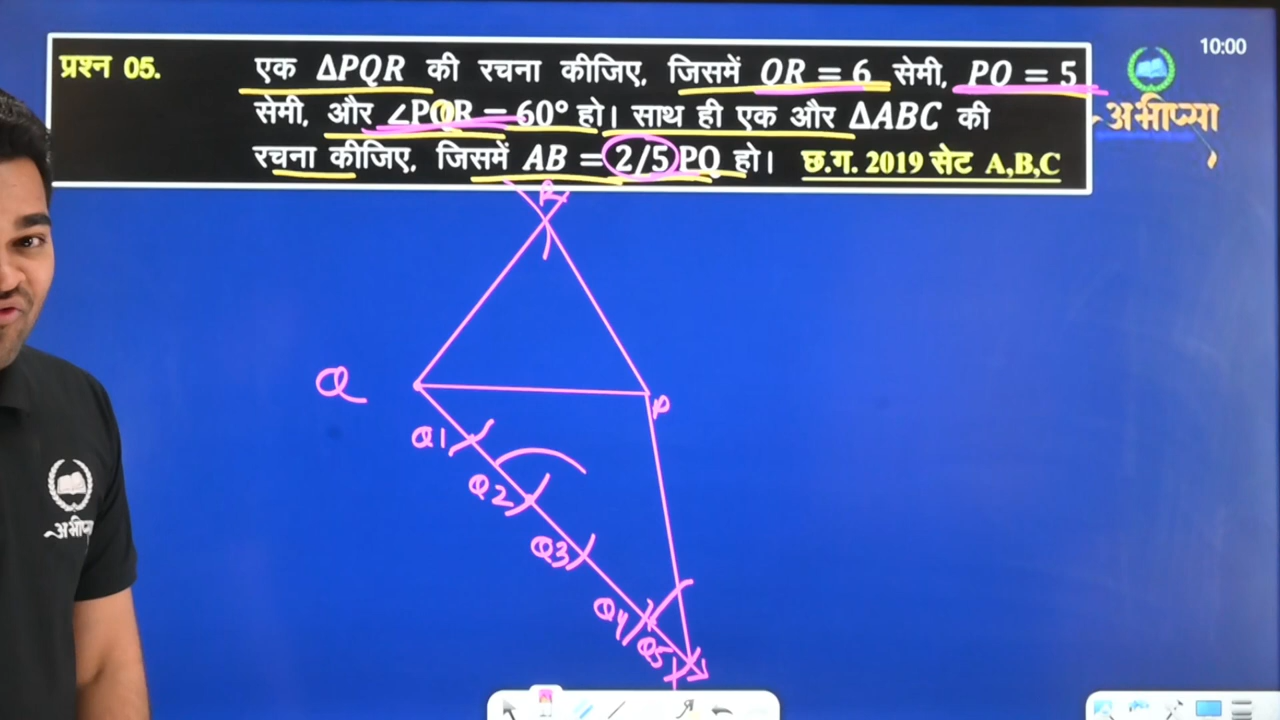 10:00
प्रश्न 05. एक ΔPQR की रचना कीजिए, जिसमें QR = 6 सेमी, PQ = 5
सेमी, और ∠PQR = 60° हो। साथ ही एक और ΔABC की
रचना कीजिए, जिसमें AB = 2/5 PQ हो। छ.ग. 2019 सेट A,B,C
अभीप्सा
R
Q
P
Q1
Q2
Q3
Q4
Q5
अभीप्सा